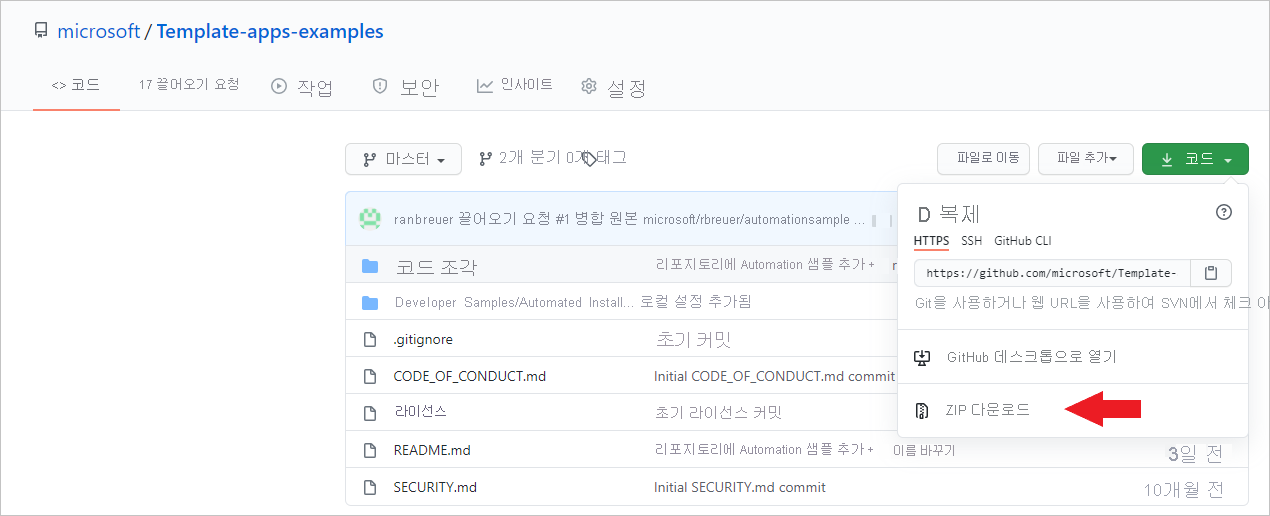 microsoft / Template-apps-examples
<> 코드 17 끌어오기 요청 작업 보안 인사이트 설정
마스터 2개 분기 0개 태그 파일로 이동 파일 추가 코드
ranbreuer 끌어오기 요청 #1 병합 원본 microsoft/rbreuer/automationsample ...
코드 조각 리포지토리에 Automation 샘플 추가 +
Developer Samples/Automated Install... 로컬 설정 추가됨
.gitignore 초기 커밋
CODE_OF_CONDUCT.md Initial CODE_OF_CONDUCT.md commit
라이선스 초기 라이선스 커밋
README.md 리포지토리에 Automation 샘플 추가 + 이름 바꾸기 3일 전
SECURITY.md Initial SECURITY.md commit 10개월 전
D 복제
HTTPS SSH GitHub CLI
https://github.com/microsoft/Template-
Git을 사용하거나 웹 URL을 사용하여 SVN에서 체크
GitHub 데스크톱으로 열기
ZIP 다운로드